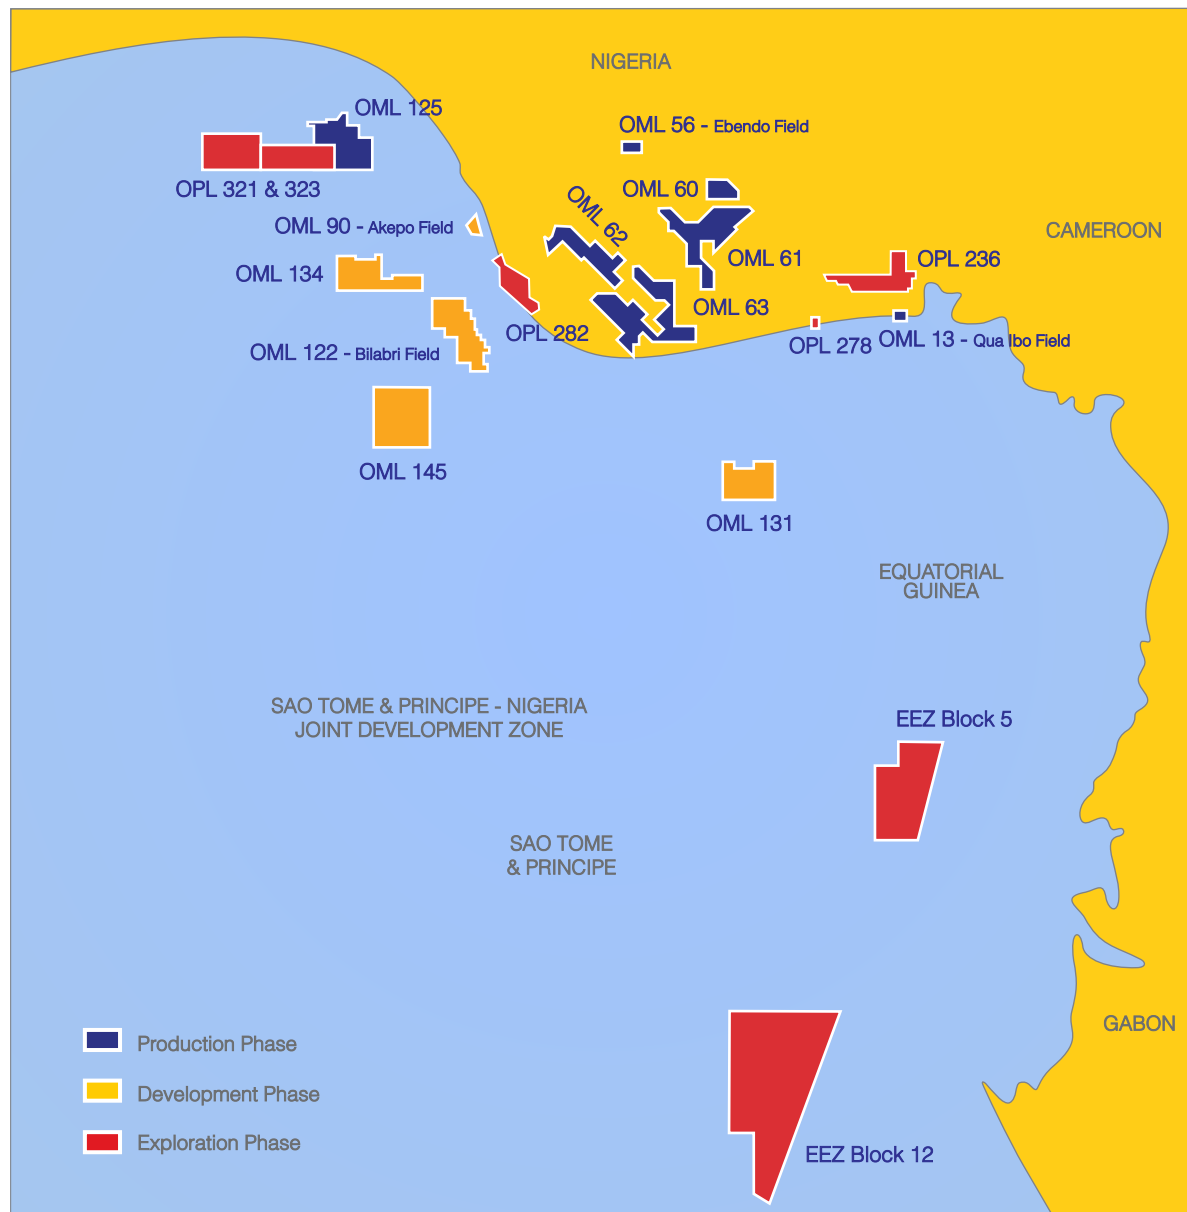 NIGERIA
OML 125
OML 56 - Ebendo Field
OPL 321 & 323
OML 60
OML 62
OML 90 - Akepo Field
CAMEROON
OML 61
OPL 236
OML 134
OML 63
OPL 282
OPL 278
OML 13 - Qua Ibo Field
OML 122 - Bilabri Field
OML 145
OML 131
EQUATORIAL
GUINEA
SAO TOME & PRINCIPE - NIGERIA
JOINT DEVELOPMENT ZONE
EEZ Block 5
SAO TOME
& PRINCIPE
GABON
Production Phase
Development Phase
Exploration Phase
EEZ Block 12